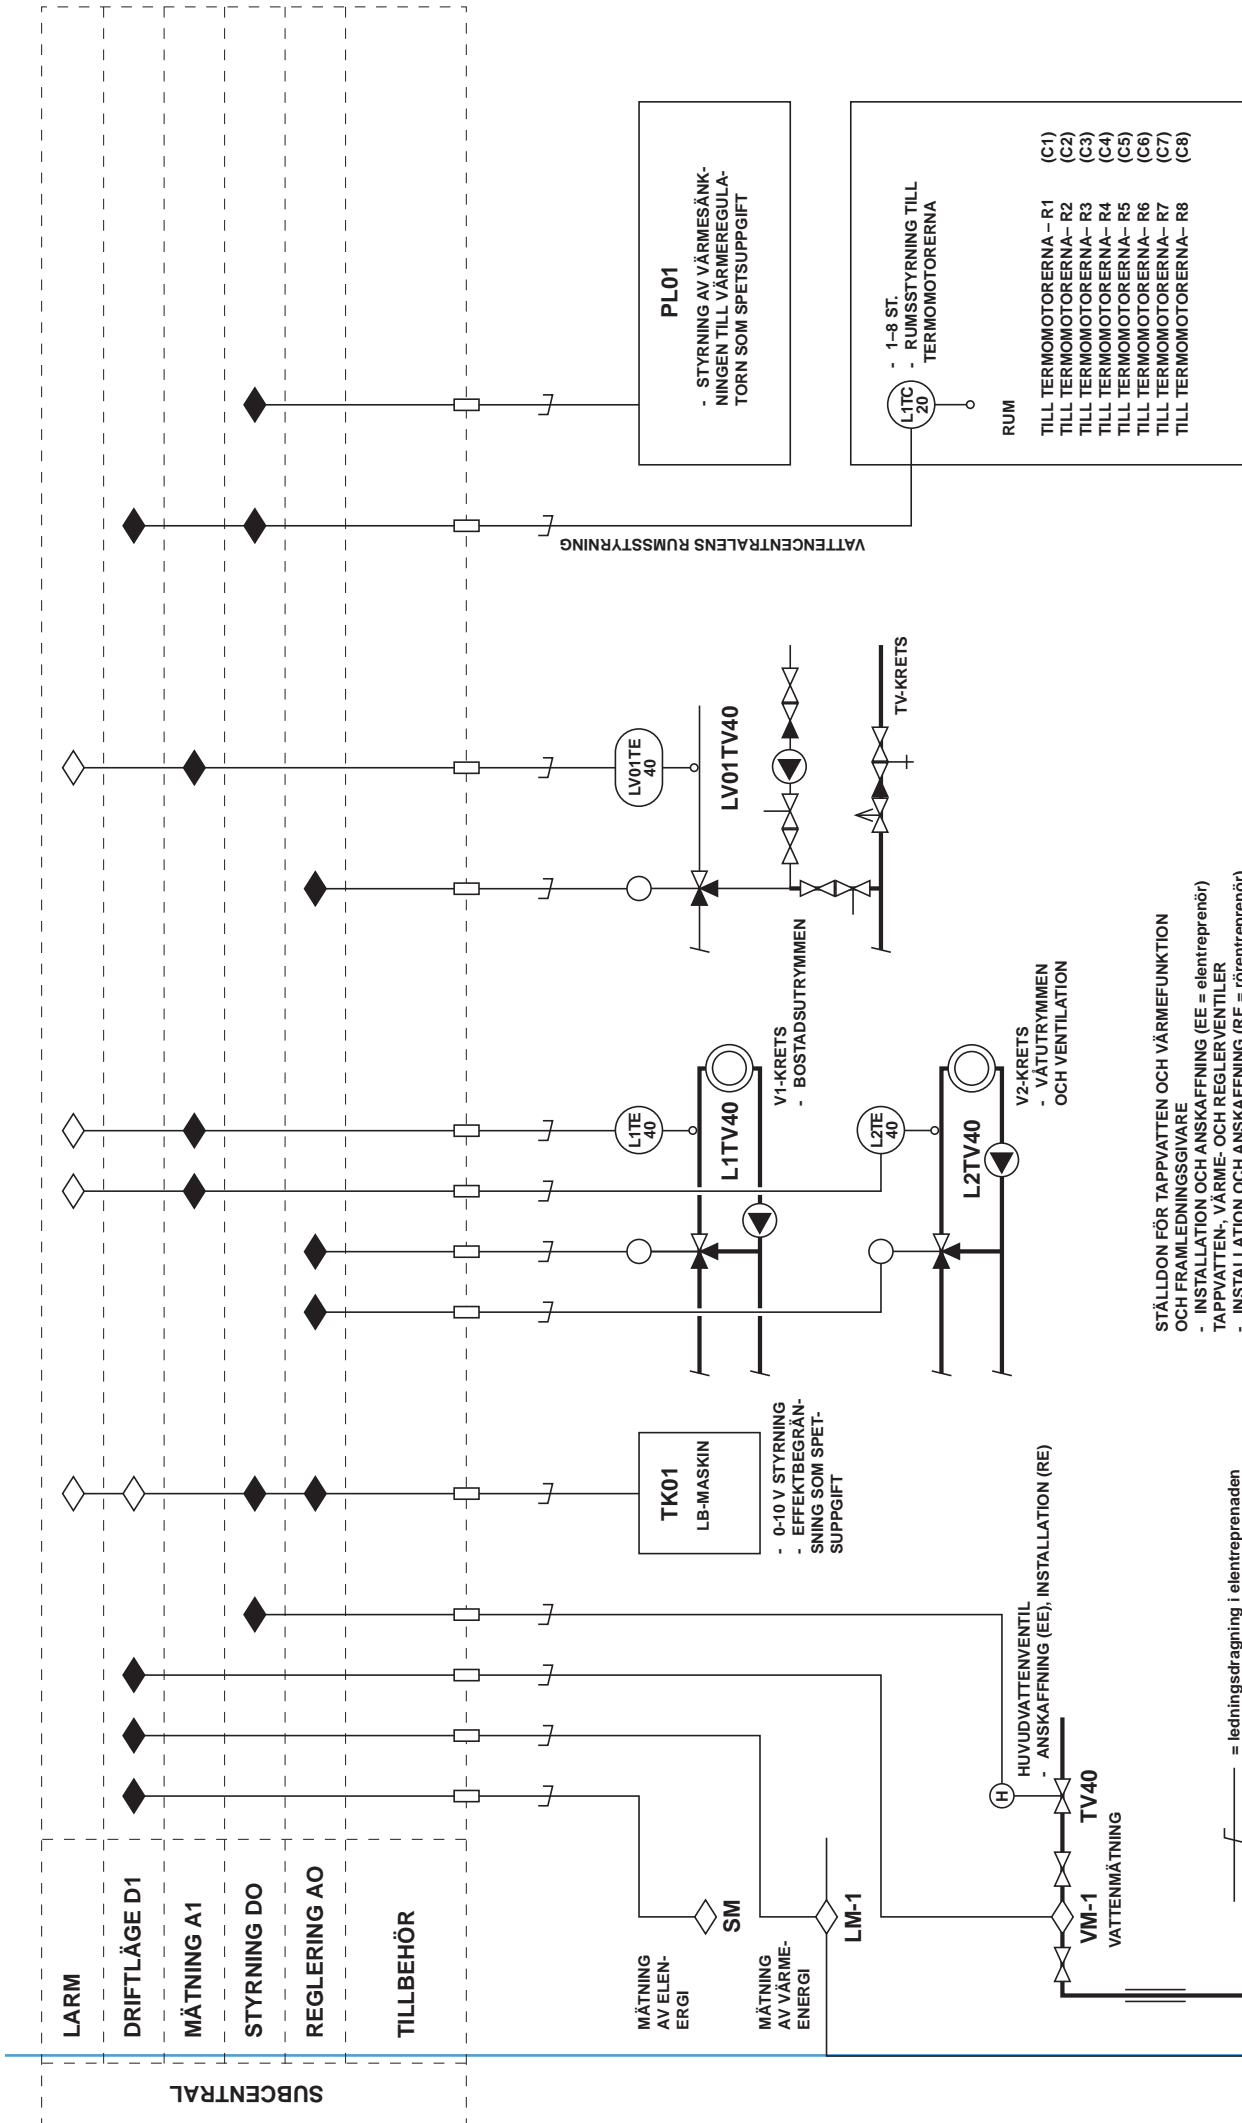 SUBCENTRAL
LARM
DRIFTLÄGE D1
MÄTNING A1
STYRNING DO
REGLERING AO
TILLBEHÖR
MÄTNING
AV ELEN-
ERGI
SM
MÄTNING
AV VÄRME-
ENERGI
LM-1
VM-1
VATTENMÄTNING
TV40
H
HUVUDVATTENVENTIL
- ANSKAFFNING (EE), INSTALLATION (RE)
= ledningsdragning i elentreprenaden
TK01
LB-MASKIN
- 0-10 V STYRNING
- EFFEKTBEGRÄN-
SNING SOM SPET-
SUPPGIFT
L1TE
40
L1TV40
V1-KRETS
- BOSTADSUTRYMMEN
L2TE
40
L2TV40
V2-KRETS
- VÅTUTRYMMEN
OCH VENTILATION
STÄLLDON FÖR TAPPVATTEN OCH VÄRMEFUNKTION
OCH FRAMLEDNINGSGIVARE
- INSTALLATION OCH ANSKAFFNING (EE = elentreprenör)
TAPPVATTEN-, VÄRME- OCH REGLERVENTILER
- INSTALLATION OCH ANSKAFFNING (RE = rörentreprenör)
LV01TE
40
LV01TV40
TV-KRETS
VATTENCENTRALENS RUMSSTYRNING
PL01
- STYRNING AV VÄRMESÄNK-
NINGEN TILL VÄRMEREGULA-
TORN SOM SPETSUPPGIFT
L1TC
20
- 1–8 ST.
- RUMSSTYRNING TILL
TERMOMOTORERNA
RUM
TILL TERMOMOTORERNA – R1 (C1)
TILL TERMOMOTORERNA– R2 (C2)
TILL TERMOMOTORERNA– R3 (C3)
TILL TERMOMOTORERNA– R4 (C4)
TILL TERMOMOTORERNA– R5 (C5)
TILL TERMOMOTORERNA– R6 (C6)
TILL TERMOMOTORERNA– R7 (C7)
TILL TERMOMOTORERNA– R8 (C8)